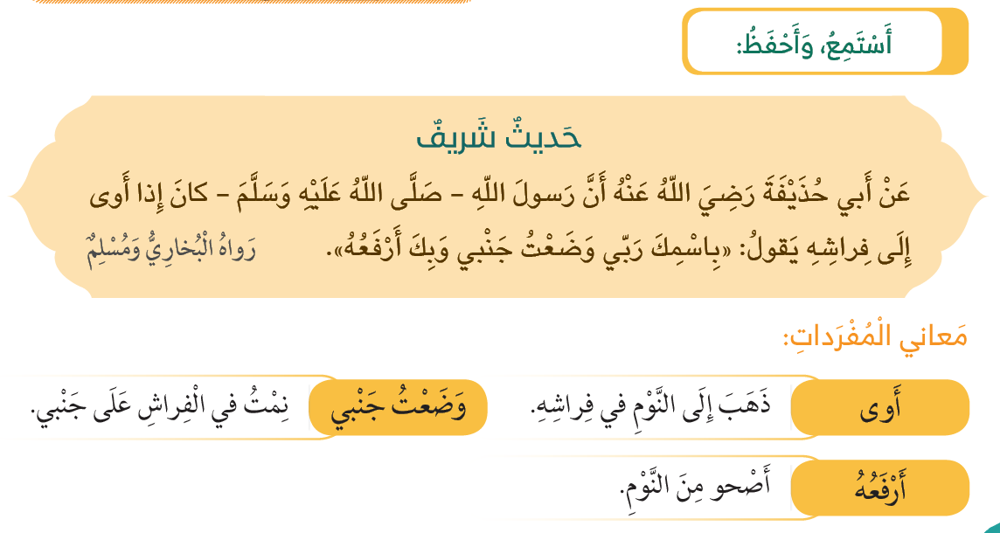 أَسْتَمِعُ، وَأَحْفَظُ:
حَديثٌ شَريفٌ
عَنْ أَبي حُذَيْفَةَ رَضِيَ اللّهُ عَنْهُ أَنَّ رَسولَ اللّهِ – صَلَّى اللّهُ عَلَيْهِ وَسَلَّمَ – كانَ إِذا أَوى
إِلَى فِراشِهِ يَقولُ: «بِاسْمِكَ رَبّي وَضَعْتُ جَنْبي وَبِكَ أَرْفَعُهُ». رَواهُ الْبُخارِيُّ وَمُسْلِمٌ
مَعاني الْمُفْرَداتِ:
أَوى ذَهَبَ إِلَى النَّوْمِ في فِراشِهِ. وَضَعْتُ جَنْبي نِمْتُ في الْفِراشِ عَلَى جَنْبي.
أَرْفَعُهُ أَصْحو مِنَ النَّوْمِ.